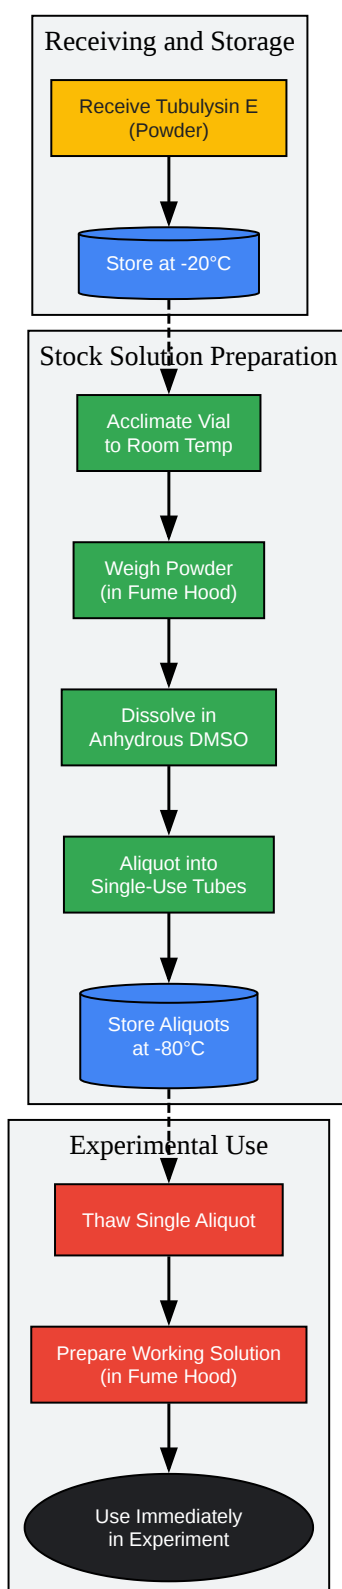 Receiving and Storage
Receive Tubulysin E
(Powder)
Store at -20°C
Stock Solution Preparation
Acclimate Vial
to Room Temp
Weigh Powder
(in Fume Hood)
Dissolve in
Anhydrous DMSO
Aliquot into
Single-Use Tubes
Store Aliquots
at -80°C
Experimental Use
Thaw Single Aliquot
Prepare Working Solution
(in Fume Hood)
Use Immediately
in Experiment